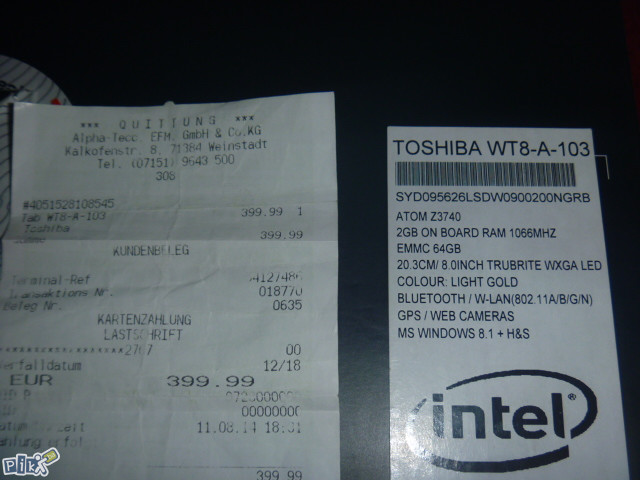 *** QUITTUNG ***
Alpha-Tecc. EFM. GmbH & Co.KG
Kalkofenstr. 8, 71384 Weinstadt
Tel. (07151) 9643 500
308
#4051528108545
Tab WT8-A-103 399.99 1
Toshiba 399.99
KUNDENBELEG
Terminal-Ref
Transaktions Nr. 018770
Beleg Nr. 0635
KARTENZAHLUNG
LASTSCHRIFT
2767 00
12/18
EUR 399.99
00000000
11.08.14
399.99
TOSHIBA WT8-A-103
SYD095626LSDW0900200NGRB
ATOM Z3740
2GB ON BOARD RAM 1066MHZ
EMMC 64GB
20.3CM/ 8.0INCH TRUBRITE WXGA LED
COLOUR: LIGHT GOLD
BLUETOOTH / W-LAN(802.11A/B/G/N)
GPS / WEB CAMERAS
MS WINDOWS 8.1 + H&S
intel
pik